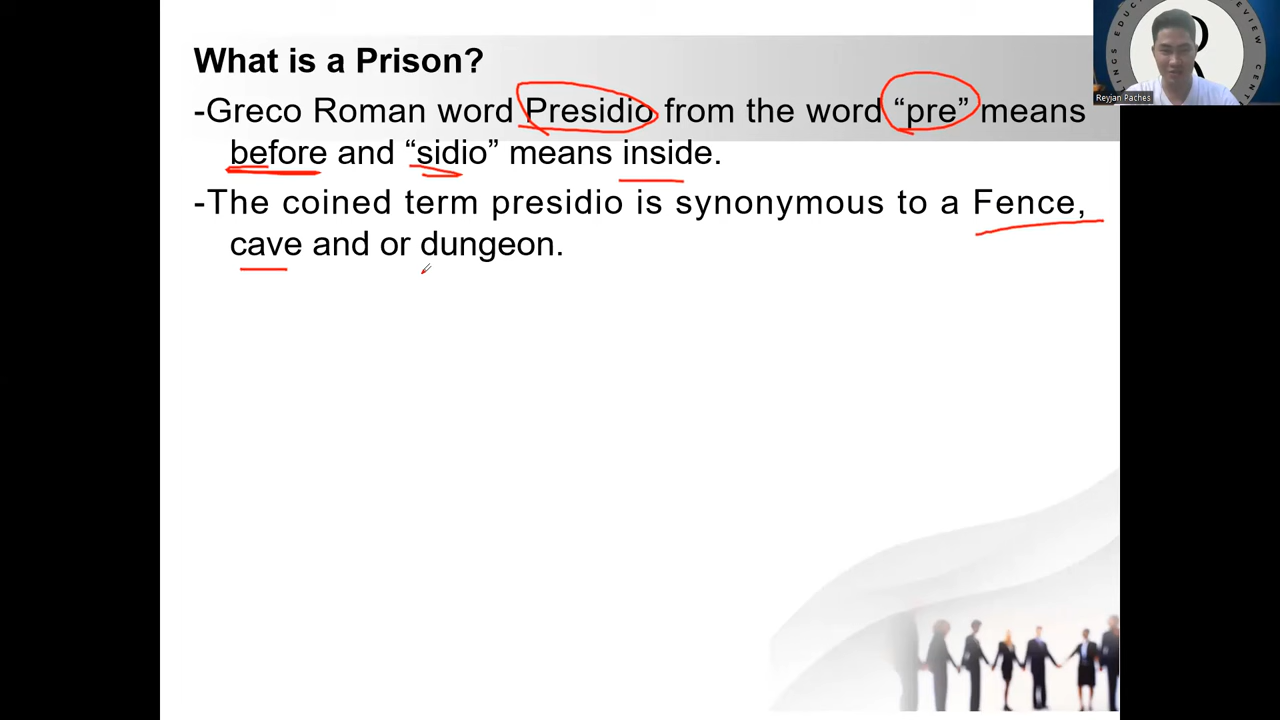 What is a Prison?
-Greco Roman word Presidio from the word “pre” means
before and “sidio” means inside.
-The coined term presidio is synonymous to a Fence,
cave and or dungeon.
Reyjan Paches